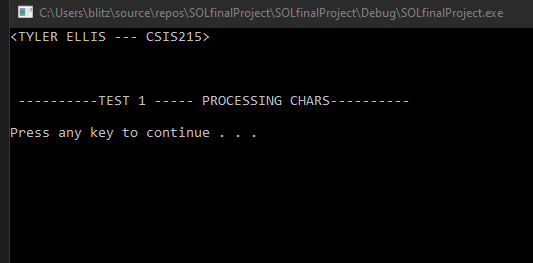 C:\Users\blitz\source\repos\SOLfinalProject\SOLfinalProject\Debug\SOLfinalProject.exe
<TYLER ELLIS --- CSIS215>
----------TEST 1 ----- PROCESSING CHARS----------
Press any key to continue . . .